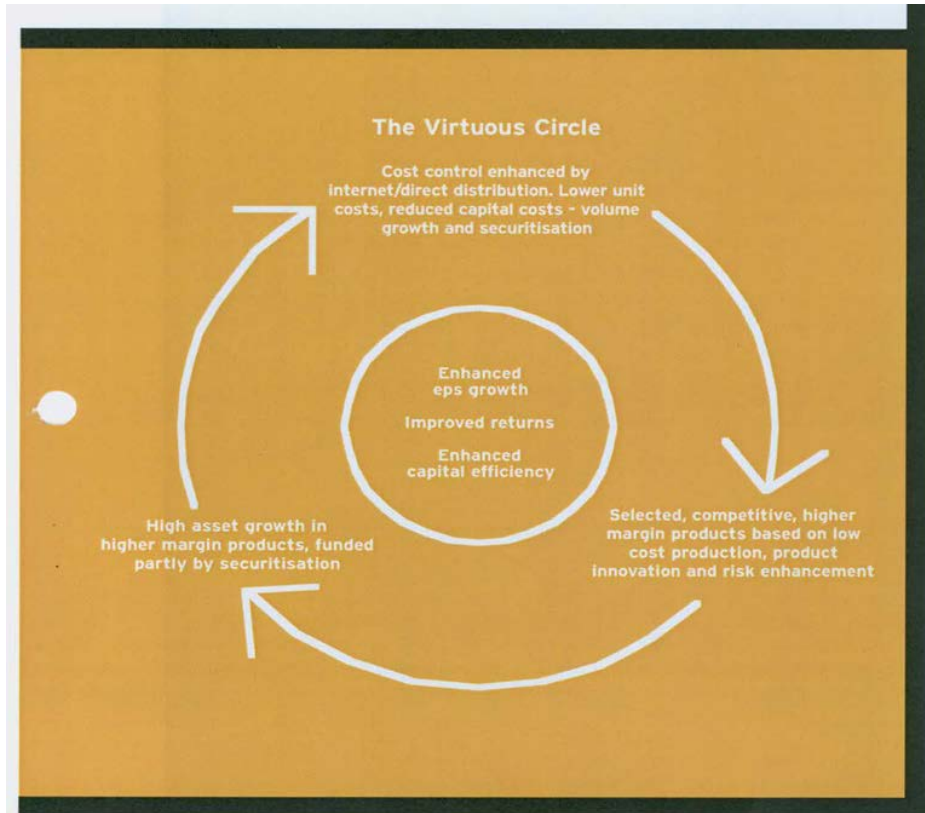 The Virtuous Circle
Cost control enhanced by
internet/direct distribution. Lower unit
costs, reduced capital costs - volume
growth and securitisation
Enhanced
eps growth
Improved returns
Enhanced
capital efficiency
Selected, competitive, higher
margin products based on low
cost production, product
innovation and risk enhancement
High asset growth in
higher margin products, funded
partly by securitisation